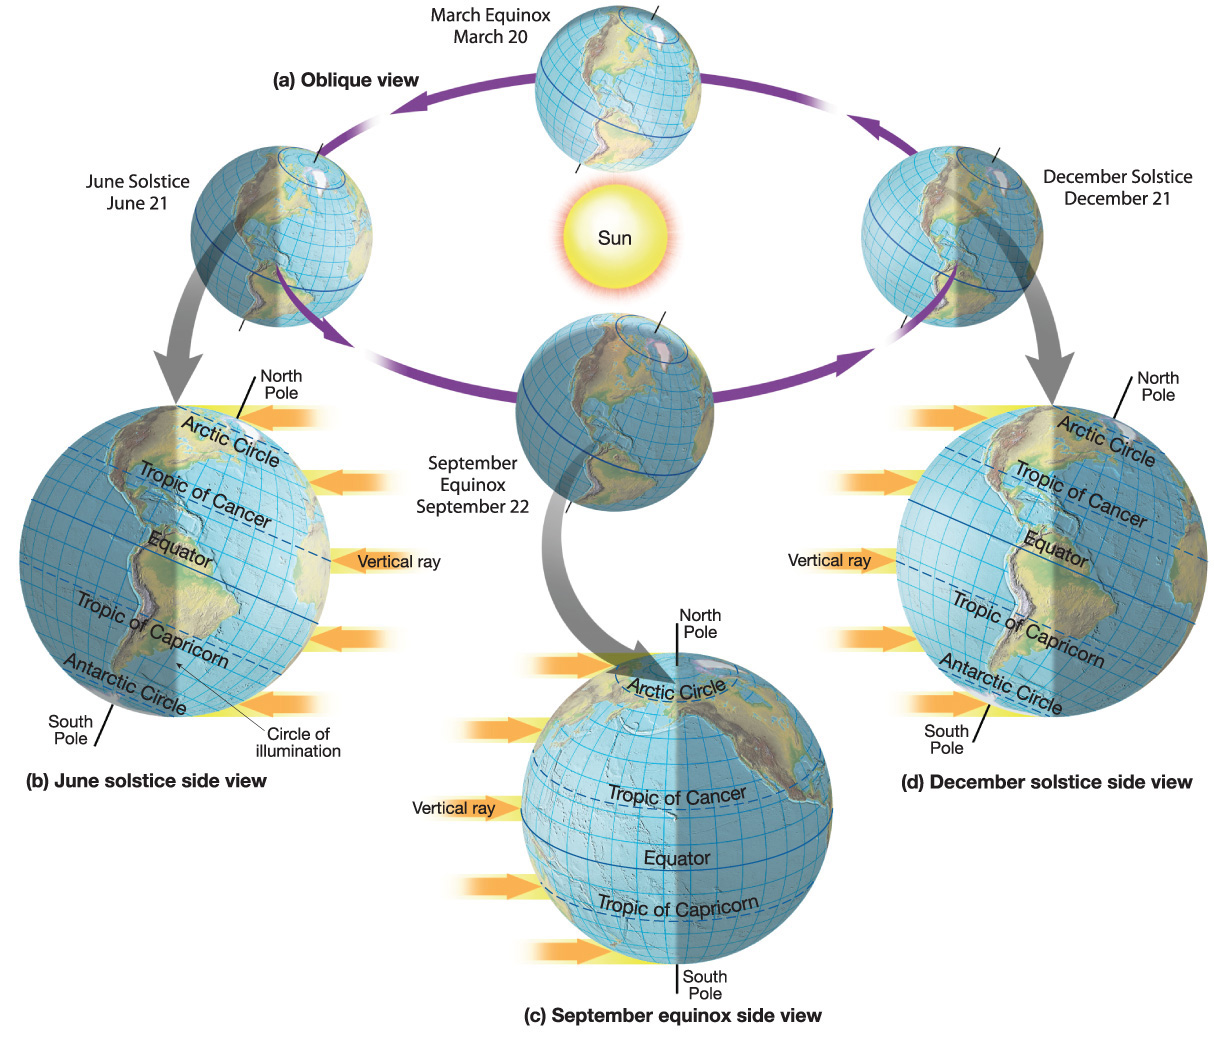 March Equinox
March 20
(a) Oblique view
June Solstice
June 21
Sun
December Solstice
December 21
September
Equinox
September 22
North
Pole
Arctic Circle
Tropic of Cancer
Equator
Vertical ray
Tropic of Capricorn
Antarctic Circle
South
Pole
Circle of
illumination
(b) June solstice side view
North
Pole
Arctic Circle
Tropic of Cancer
Vertical ray
Equator
Tropic of Capricorn
South
Pole
(c) September equinox side view
North
Pole
Arctic Circle
Tropic of Cancer
Vertical ray
Equator
Tropic of Capricorn
Antarctic Circle
South
Pole
(d) December solstice side view